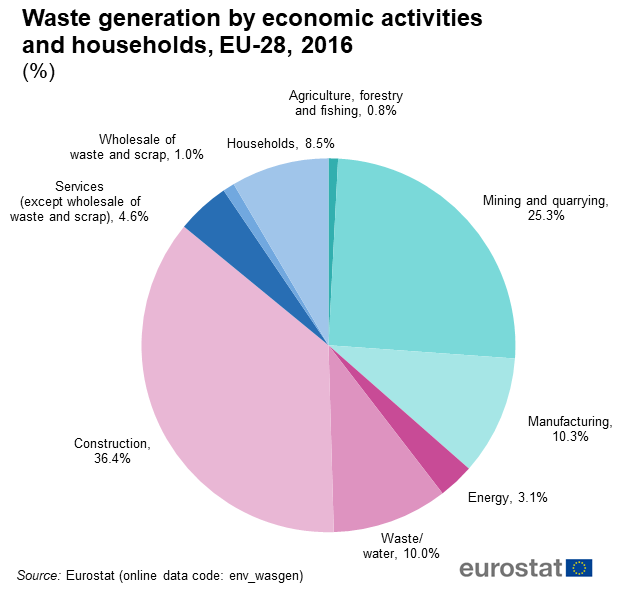 Waste generation by economic activities
and households, EU-28, 2016
(%)
Agriculture, forestry
and fishing, 0.8%
Wholesale of
waste and scrap, 1.0%
Households, 8.5%
Services
(except wholesale of
waste and scrap), 4.6%
Mining and quarrying,
25.3%
Manufacturing,
10.3%
Construction,
36.4%
Energy, 3.1%
Waste/
water, 10.0%
Source: Eurostat (online data code: env_wasgen)
eurostat